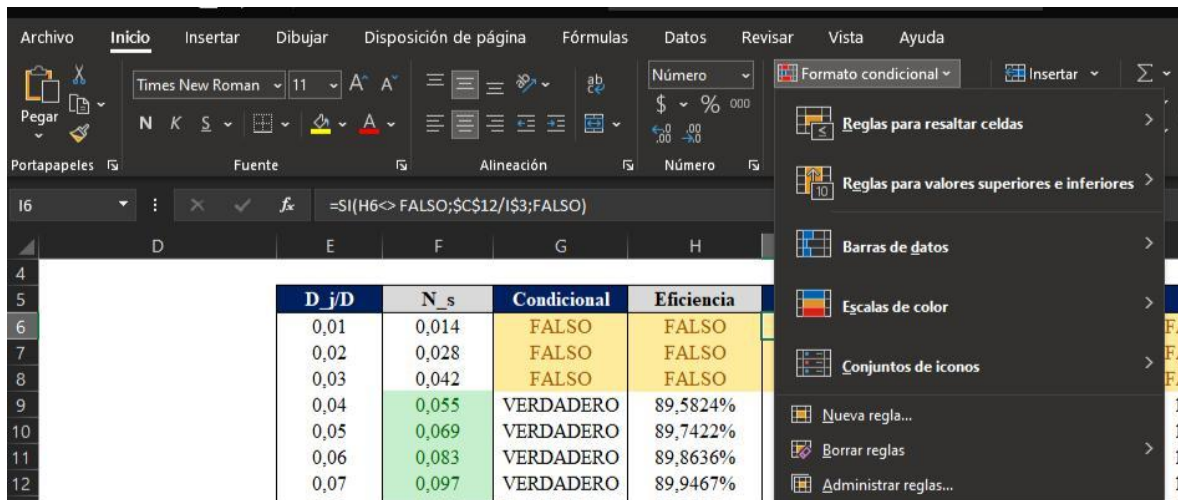 Archivo Inicio Insertar Dibujar Disposición de página Fórmulas Datos Revisar Vista Ayuda
Times New Roman 11 A^ A˅ ab Número Formato condicional Insertar Σ
Pegar N K S A $ % 000
,00 ,00
Portapapeles Fuente Alineación Número
Reglas para resaltar celdas
Reglas para valores superiores e inferiores
Barras de datos
Escalas de color
Conjuntos de iconos
Nueva regla...
Borrar reglas
Administrar reglas...
I6 fx =SI(H6<> FALSO;$C$12/I$3;FALSO)
D E F G H
4
5 D_j/D N_s Condicional Eficiencia
6 0,01 0,014 FALSO FALSO
7 0,02 0,028 FALSO FALSO
8 0,03 0,042 FALSO FALSO
9 0,04 0,055 VERDADERO 89,5824%
10 0,05 0,069 VERDADERO 89,7422%
11 0,06 0,083 VERDADERO 89,8636%
12 0,07 0,097 VERDADERO 89,9467%